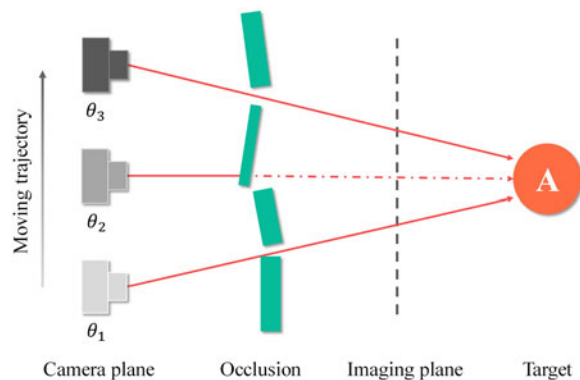 Moving trajectory
θ₃
θ₂
θ₁
A
Camera plane Occlusion Imaging plane Target